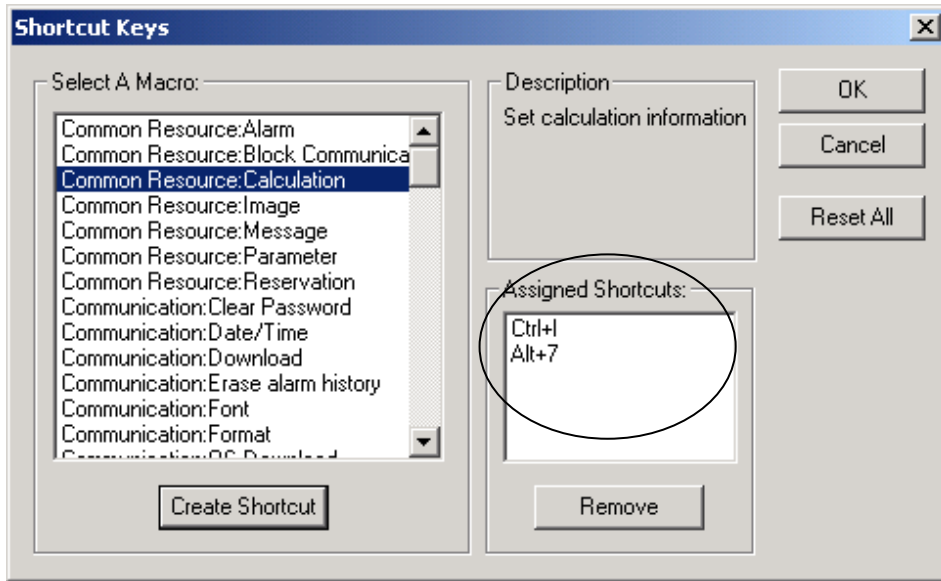 Shortcut Keys
Select A Macro:
Common Resource:Alarm
Common Resource:Block Communica
Common Resource:Calculation
Common Resource:Image
Common Resource:Message
Common Resource:Parameter
Common Resource:Reservation
Communication:Clear Password
Communication:Date/Time
Communication:Download
Communication:Erase alarm history
Communication:Font
Communication:Format
Communication:OS Download
Create Shortcut
Description
Set calculation information
Assigned Shortcuts:
Ctrl+I
Alt+7
Remove
OK
Cancel
Reset All